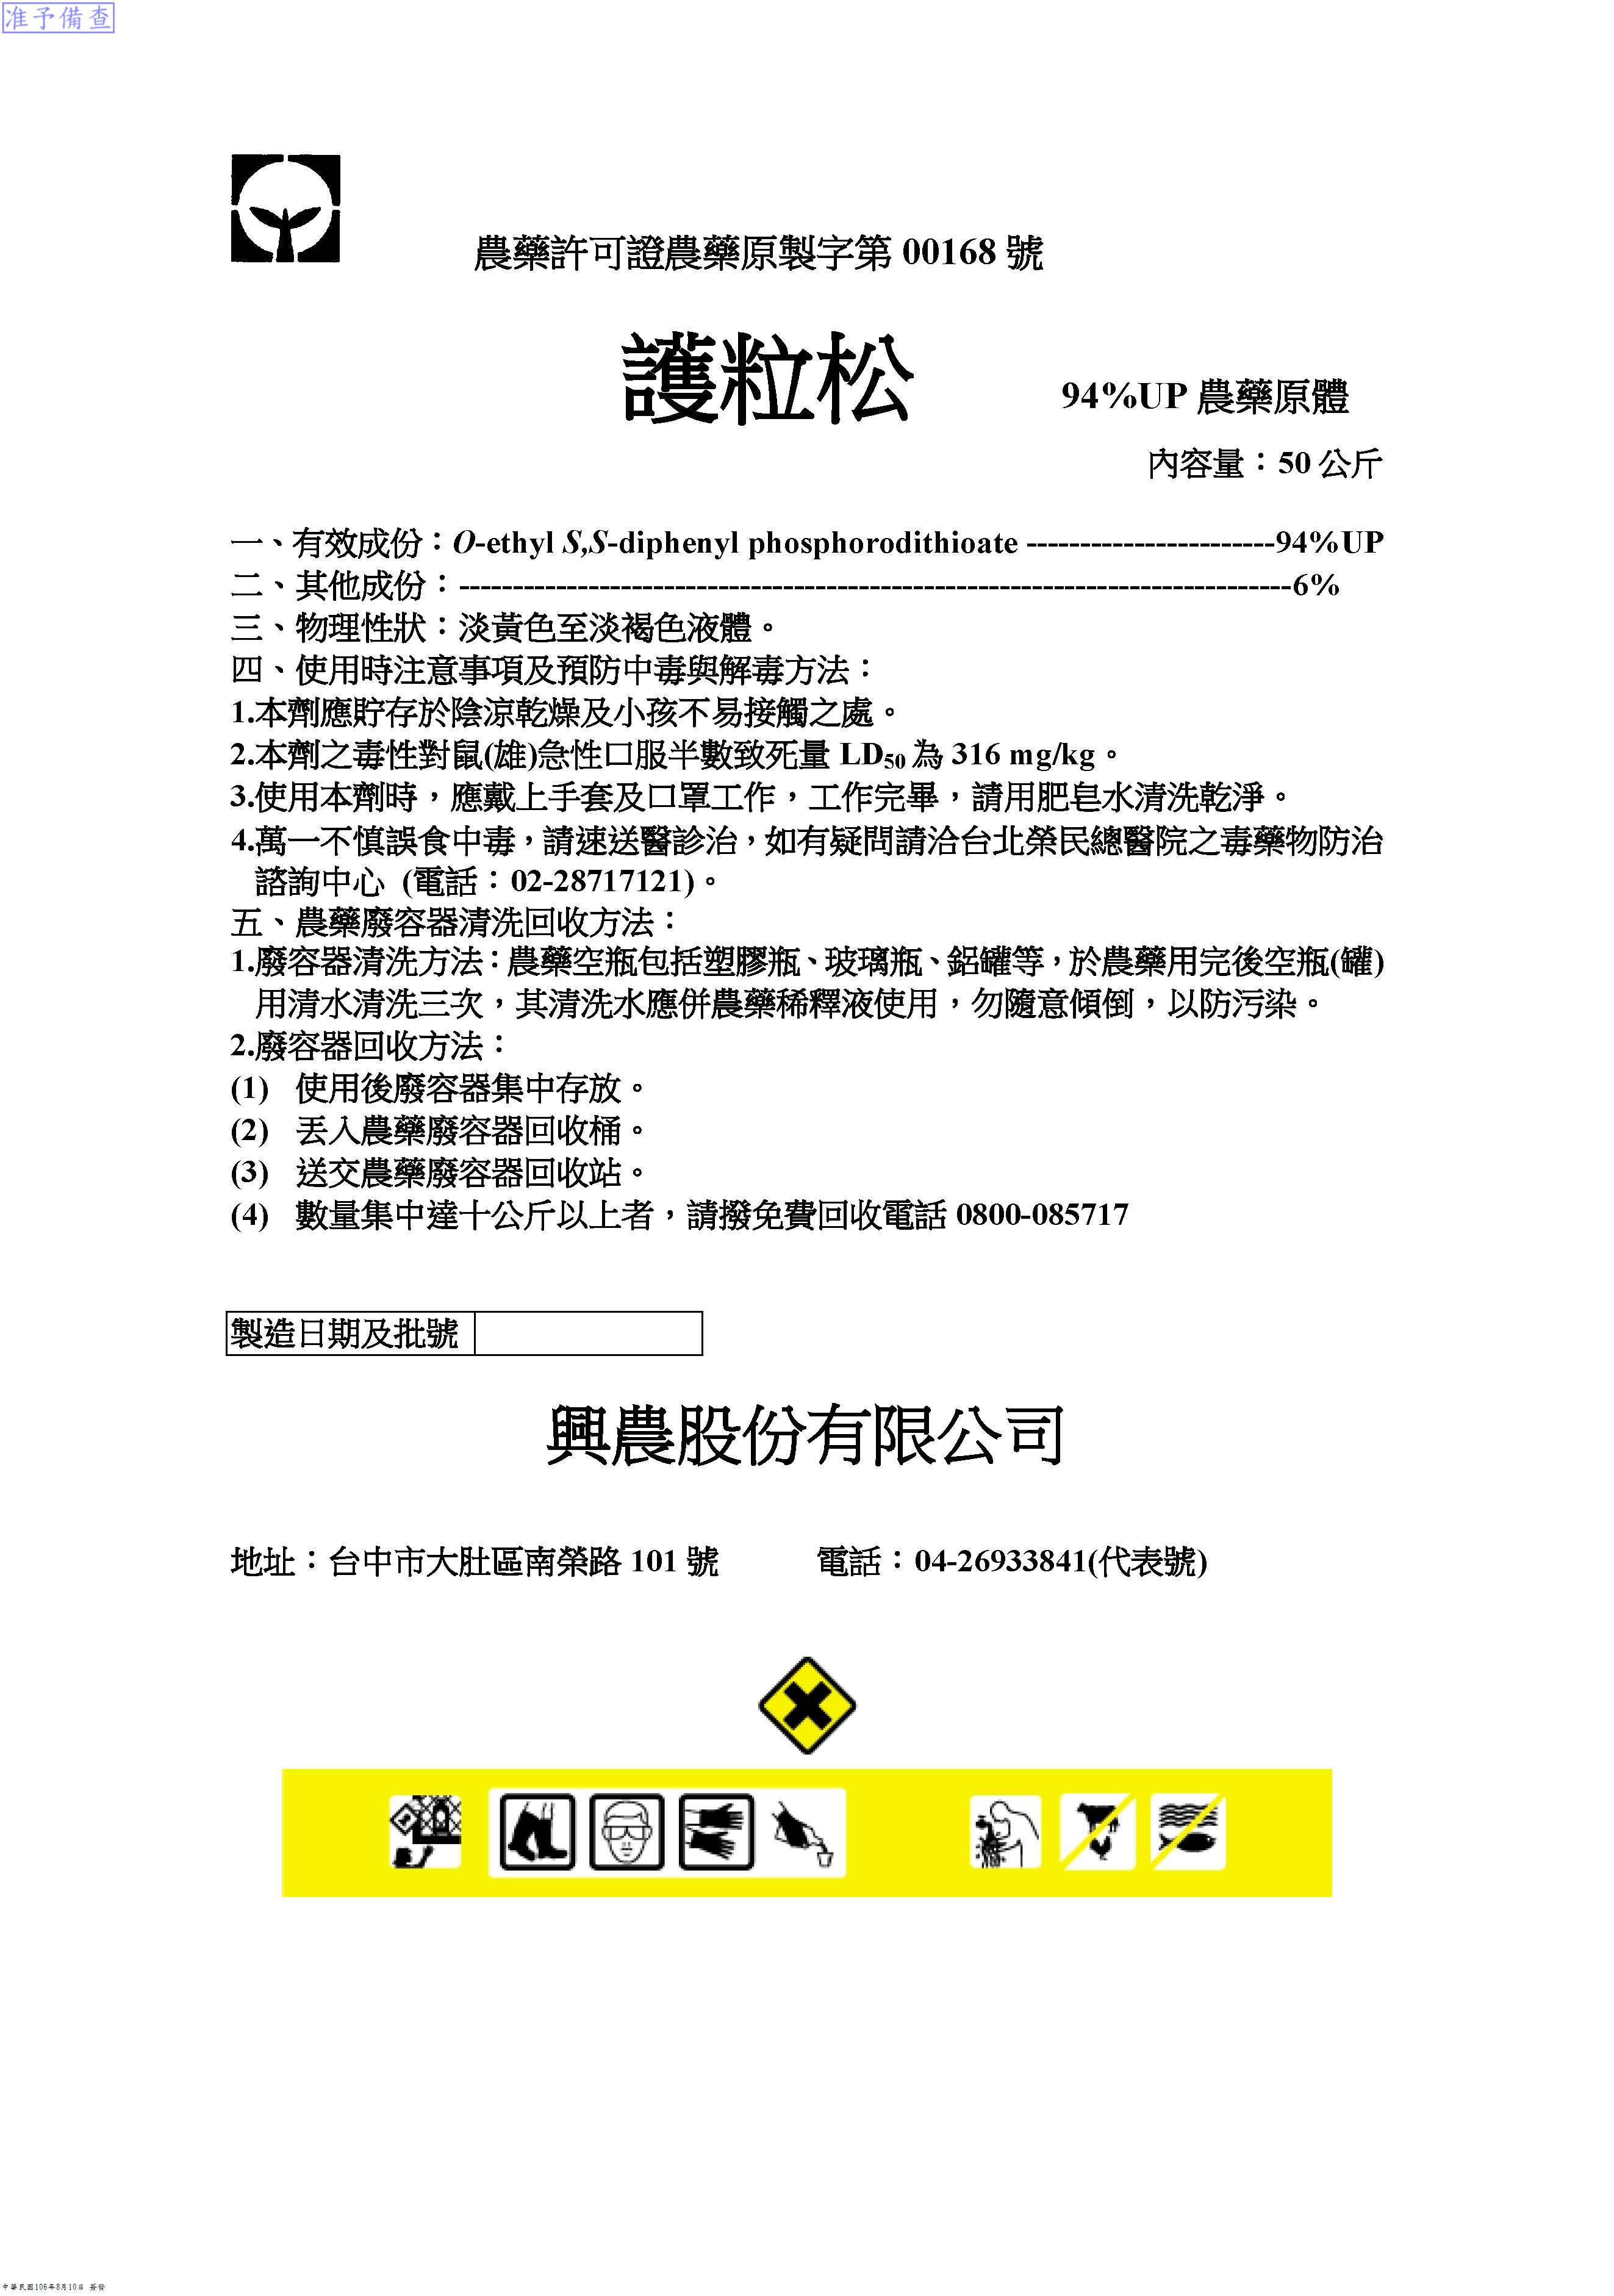 准予備查
農藥許可證農藥原製字第 00168 號
護粒松
94%UP 農藥原體
內容量：50 公斤
一、有效成份：O-ethyl S,S-diphenyl phosphorodithioate -----------------------94%UP
二、其他成份：------------------------------------------------------------------------------6%
三、物理性狀：淡黃色至淡褐色液體。
四、使用時注意事項及預防中毒與解毒方法：
1.本劑應貯存於陰涼乾燥及小孩不易接觸之處。
2.本劑之毒性對鼠(雄)急性口服半數致死量 LD50 為 316 mg/kg。
3.使用本劑時，應戴上手套及口罩工作，工作完畢，請用肥皂水清洗乾淨。
4.萬一不慎誤食中毒，請速送醫診治，如有疑問請洽台北榮民總醫院之毒藥物防治
諮詢中心 (電話：02-28717121)。
五、農藥廢容器清洗回收方法：
1.廢容器清洗方法：農藥空瓶包括塑膠瓶、玻璃瓶、鋁罐等，於農藥用完後空瓶(罐)
用清水清洗三次，其清洗水應併農藥稀釋液使用，勿隨意傾倒，以防污染。
2.廢容器回收方法：
(1) 使用後廢容器集中存放。
(2) 丟入農藥廢容器回收桶。
(3) 送交農藥廢容器回收站。
(4) 數量集中達十公斤以上者，請撥免費回收電話 0800-085717
製造日期及批號
興農股份有限公司
地址：台中市大肚區南榮路 101 號 電話：04-26933841(代表號)
中華民國106年8月10日 簽發